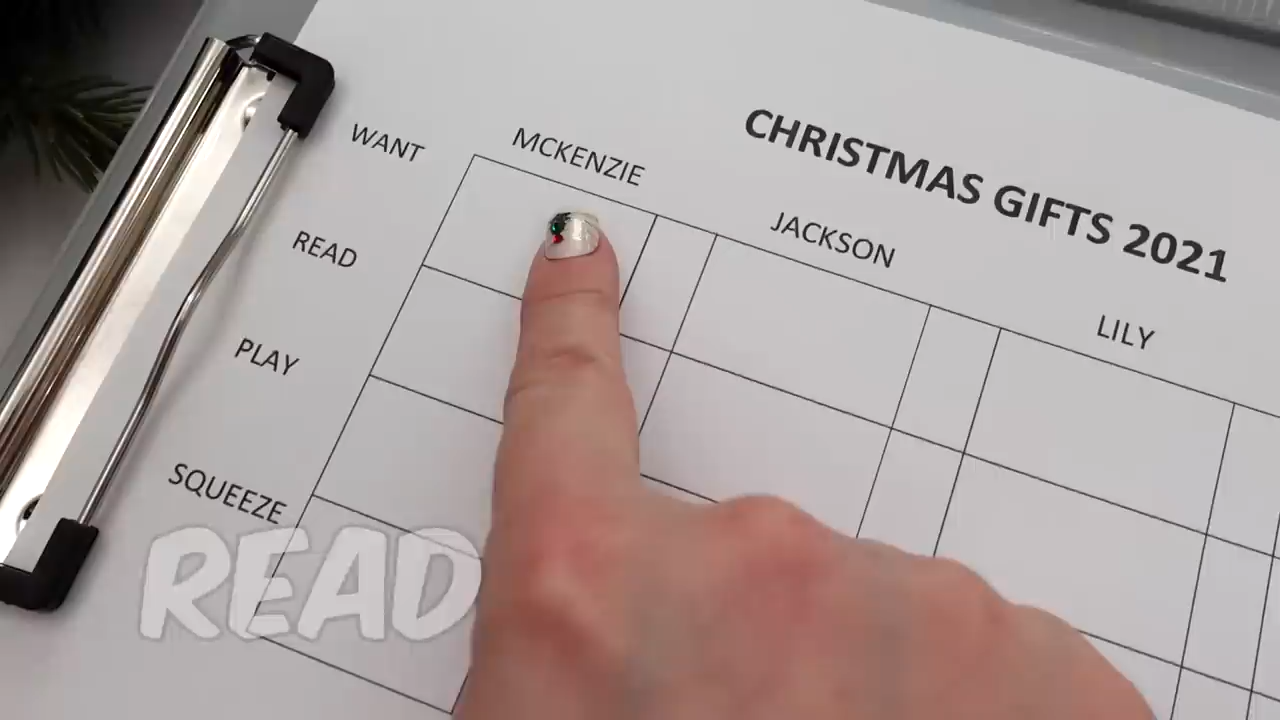 CHRISTMAS GIFTS 2021
MCKENZIE
JACKSON
LILY
WANT
READ
PLAY
SQUEEZE
READ